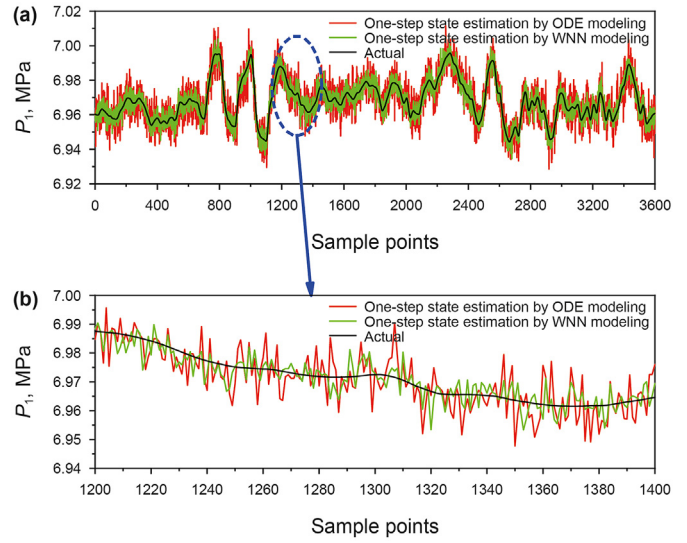 (a)
7.02
7.00
6.98
6.96
6.94
6.92
P1, MPa
One-step state estimation by ODE modeling
One-step state estimation by WNN modeling
Actual
0 400 800 1200 1600 2000 2400 2800 3200 3600
Sample points
(b)
7.00
6.99
6.98
6.97
6.96
6.95
6.94
P1, MPa
One-step state estimation by ODE modeling
One-step state estimation by WNN modeling
Actual
1200 1220 1240 1260 1280 1300 1320 1340 1360 1380 1400
Sample points